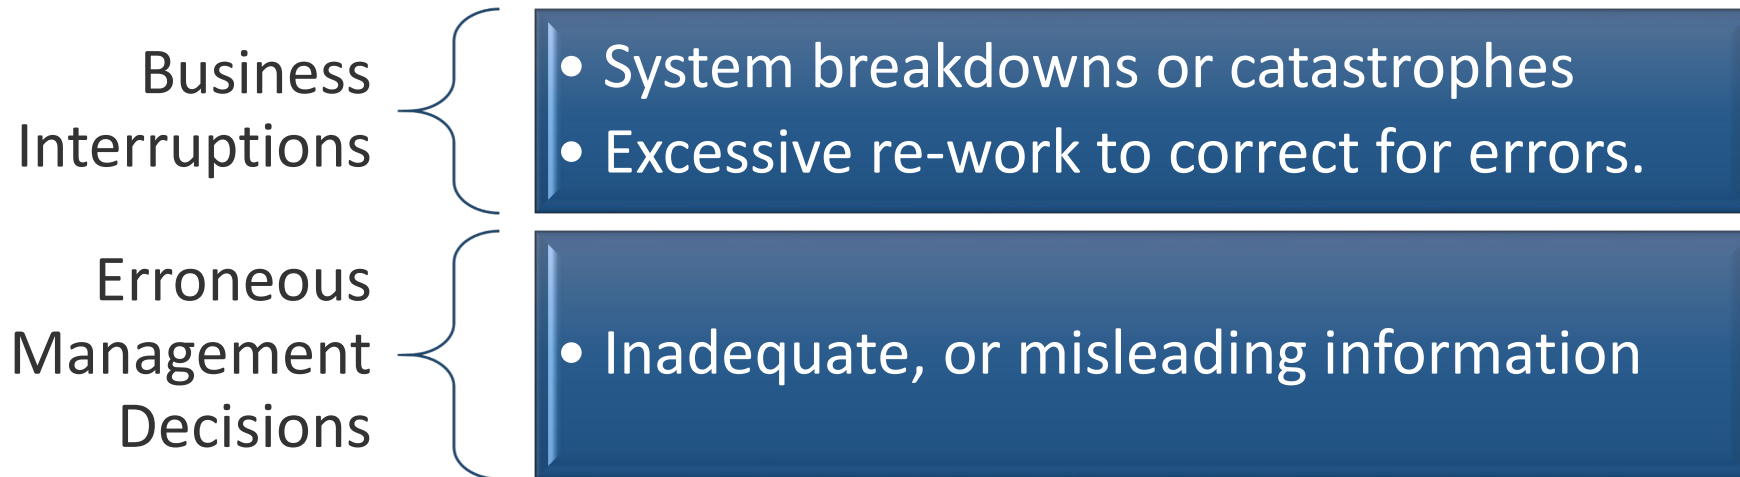 Business
Interruptions
• System breakdowns or catastrophes
• Excessive re-work to correct for errors.
Erroneous
Management
Decisions
• Inadequate, or misleading information